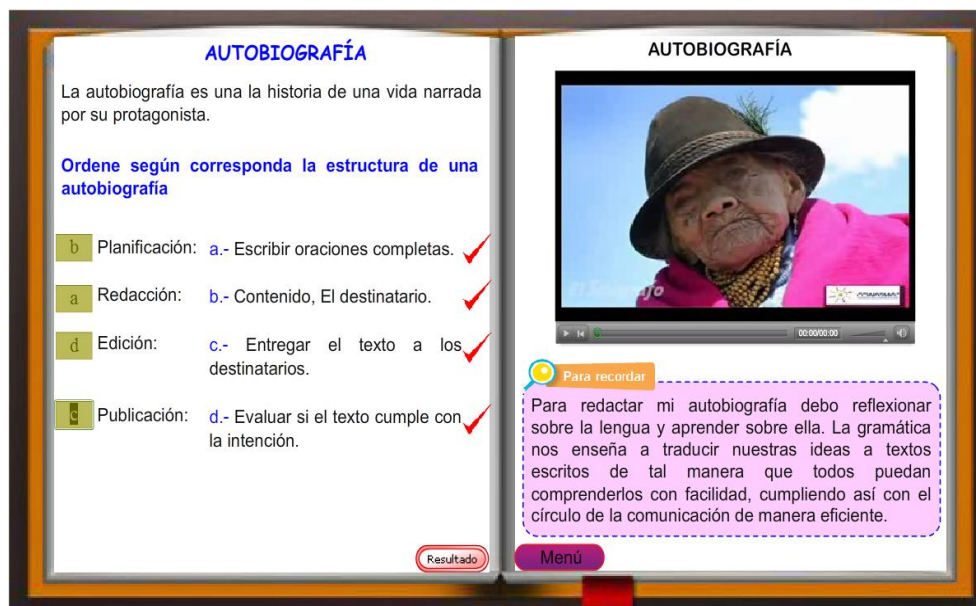 AUTOBIOGRAFÍA
La autobiografía es una la historia de una vida narrada
por su protagonista.
Ordene según corresponda la estructura de una
autobiografía
b Planificación: a.- Escribir oraciones completas.
a Redacción: b.- Contenido, El destinatario.
d Edición: c.- Entregar el texto a los
destinatarios.
c Publicación: d.- Evaluar si el texto cumple con
la intención.
Resultado
AUTOBIOGRAFÍA
00:00/00:00
Para recordar
Para redactar mi autobiografía debo reflexionar
sobre la lengua y aprender sobre ella. La gramática
nos enseña a traducir nuestras ideas a textos
escritos de tal manera que todos puedan
comprenderlos con facilidad, cumpliendo así con el
círculo de la comunicación de manera eficiente.
Menú